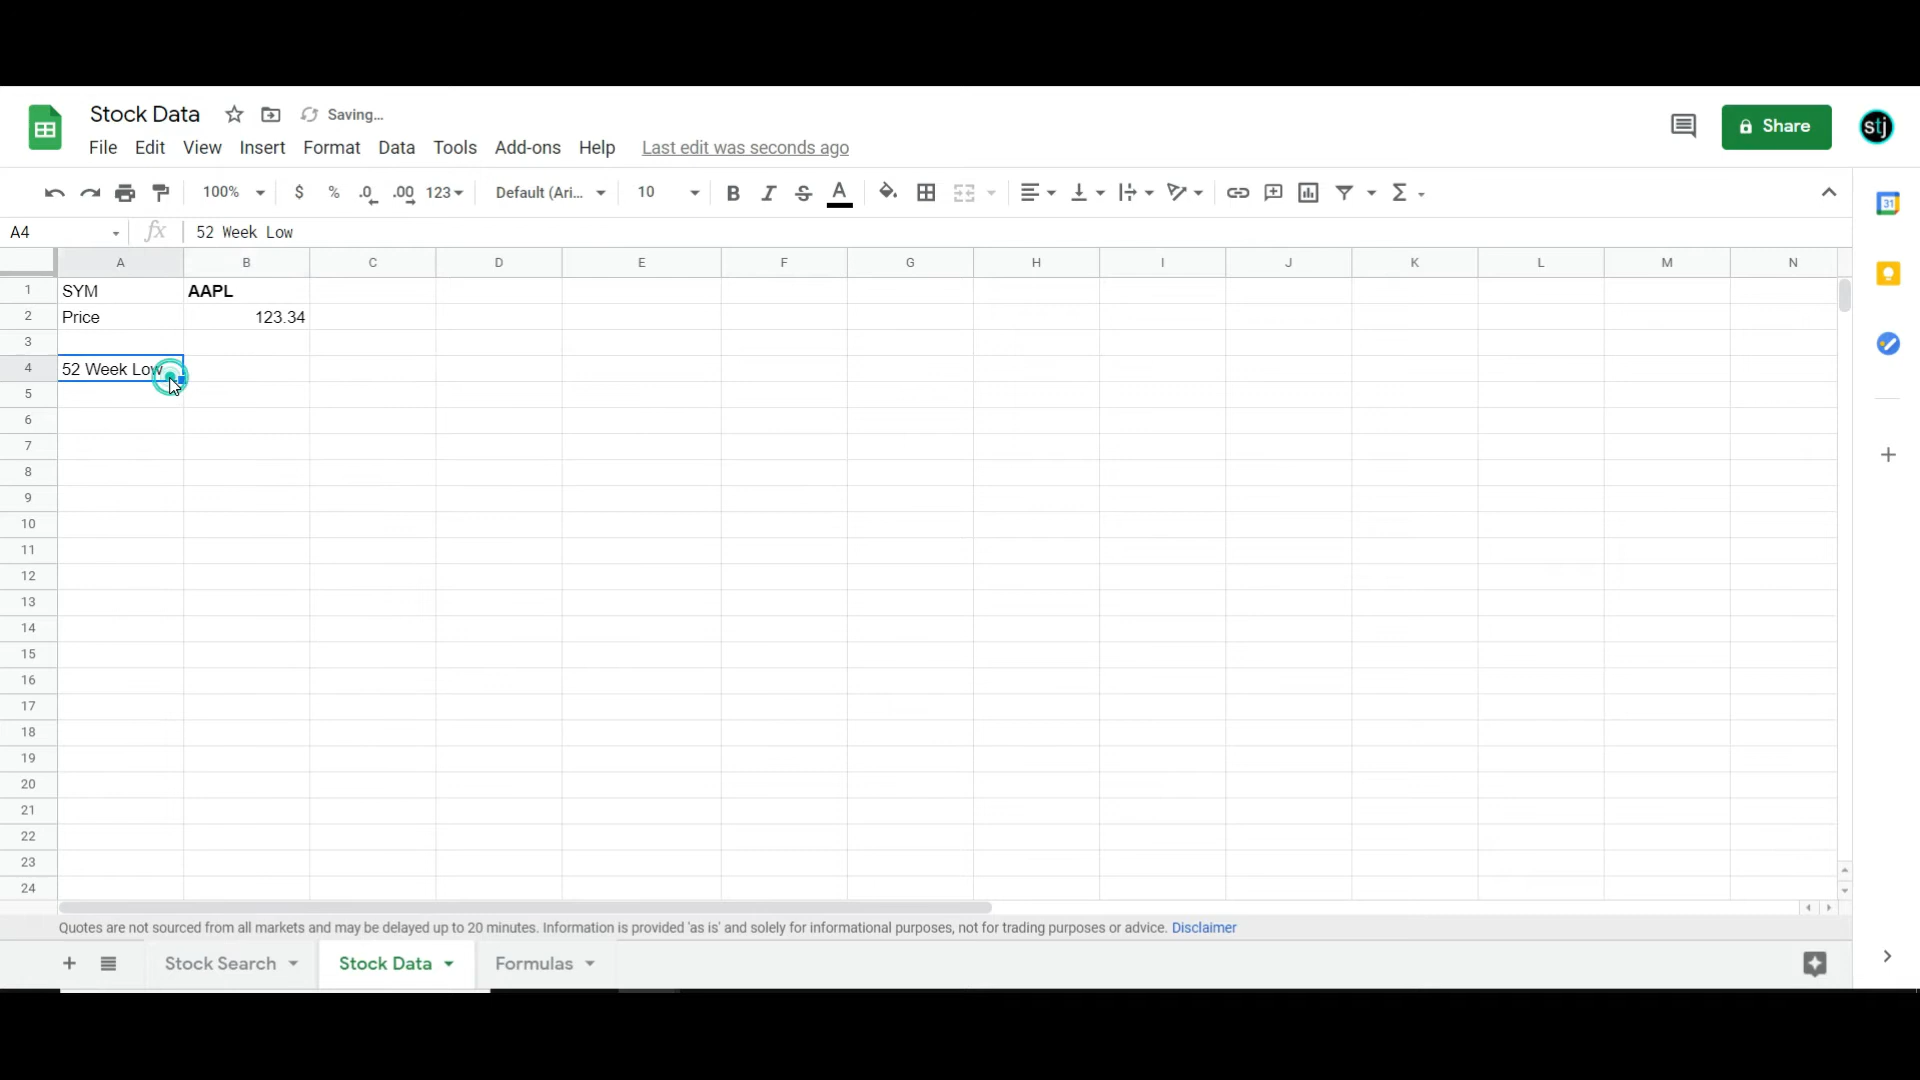 Stock Data
Saving...
stj
Share
File Edit View Insert Format Data Tools Add-ons Help Last edit was seconds ago
100% $ % .0 .00 123 Default (Ari... 10 B I S A Σ
31
A4 fx 52 Week Low
A B C D E F G H I J K L M N
1 SYM AAPL
2 Price 123.34
3
4 52 Week Low
5
6
7
8
9
10
11
12
13
14
15
16
17
18
19
20
21
22
23
24
Quotes are not sourced from all markets and may be delayed up to 20 minutes. Information is provided 'as is' and solely for informational purposes, not for trading purposes or advice. Disclaimer
+ Stock Search Stock Data Formulas